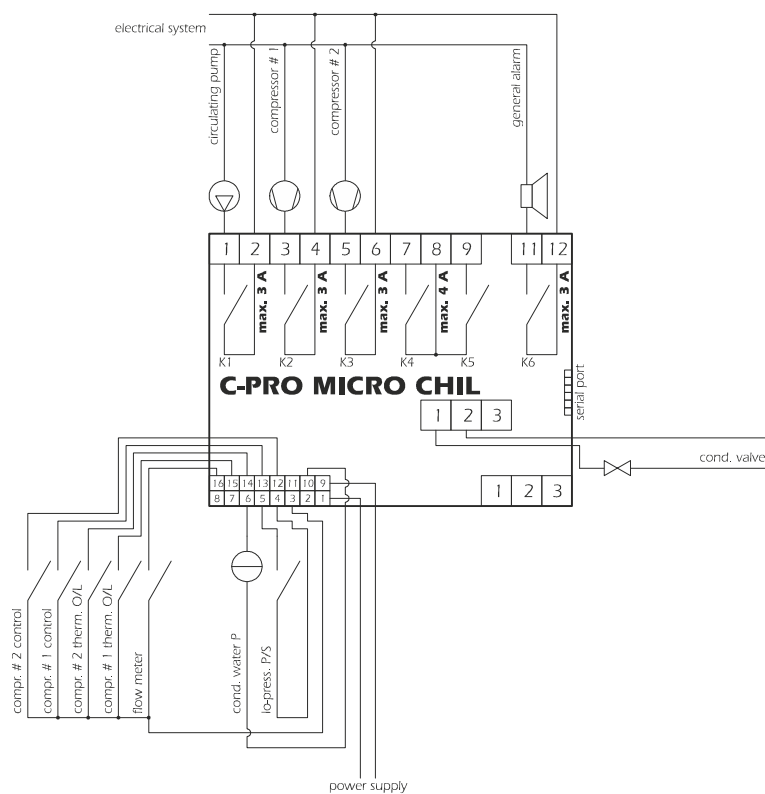 electrical system
circulating pump
compressor # 1
compressor # 2
general alarm
1 2 3 4 5 6 7 8 9 11 12
max. 3 A
max. 3 A
max. 3 A
max. 4 A
max. 3 A
K1 K2 K3 K4 K5 K6
C-PRO MICRO CHIL
serial port
1 2 3
cond. valve
16 15 14 13 12 11 10 9
8 7 6 5 4 3 2 1
1 2 3
compr. # 2 control
compr. # 1 control
compr. # 2 therm. O/L
compr. # 1 therm. O/L
flow meter
cond. water P
lo-press. P/S
power supply